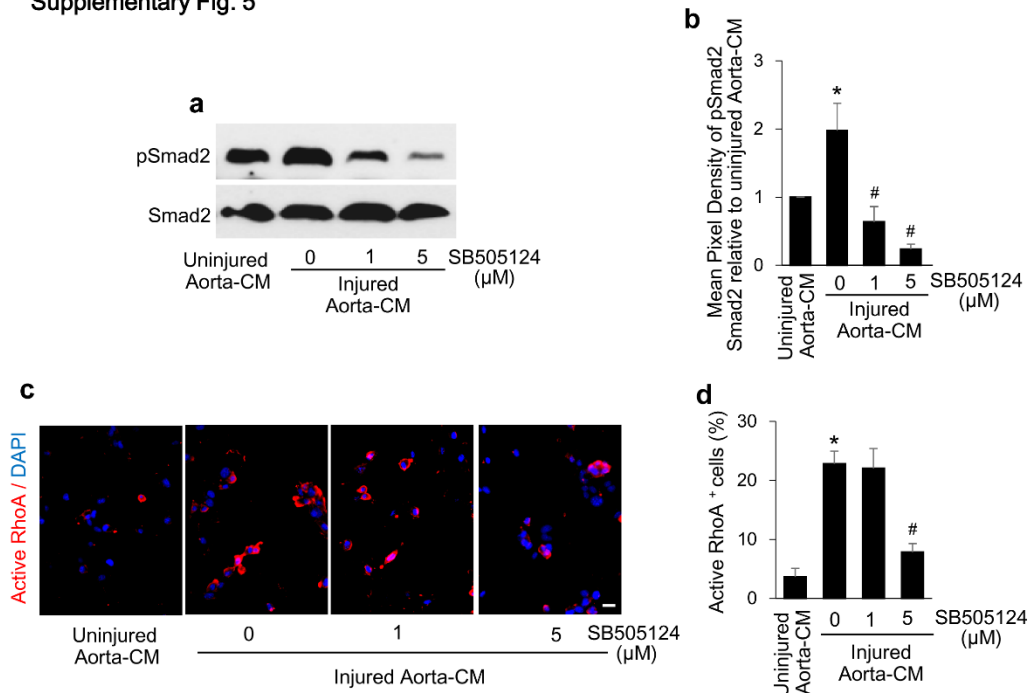 Supplementary Fig. 5
a
pSmad2
Smad2
Uninjured
Aorta-CM
0 1 5 SB505124
(µM)
Injured
Aorta-CM
b
Mean Pixel Density of pSmad2
Smad2 relative to uninjured Aorta-CM
3
2
1
0
*
#
#
Uninjured
Aorta-CM
0 1 5 SB505124
(µM)
Injured
Aorta-CM
c
Active RhoA / DAPI
Uninjured
Aorta-CM
0 1 5 SB505124
(µM)
Injured Aorta-CM
d
Active RhoA + cells (%)
30
20
10
0
*
#
Uninjured
Aorta-CM
0 1 5 SB505124
(µM)
Injured
Aorta-CM